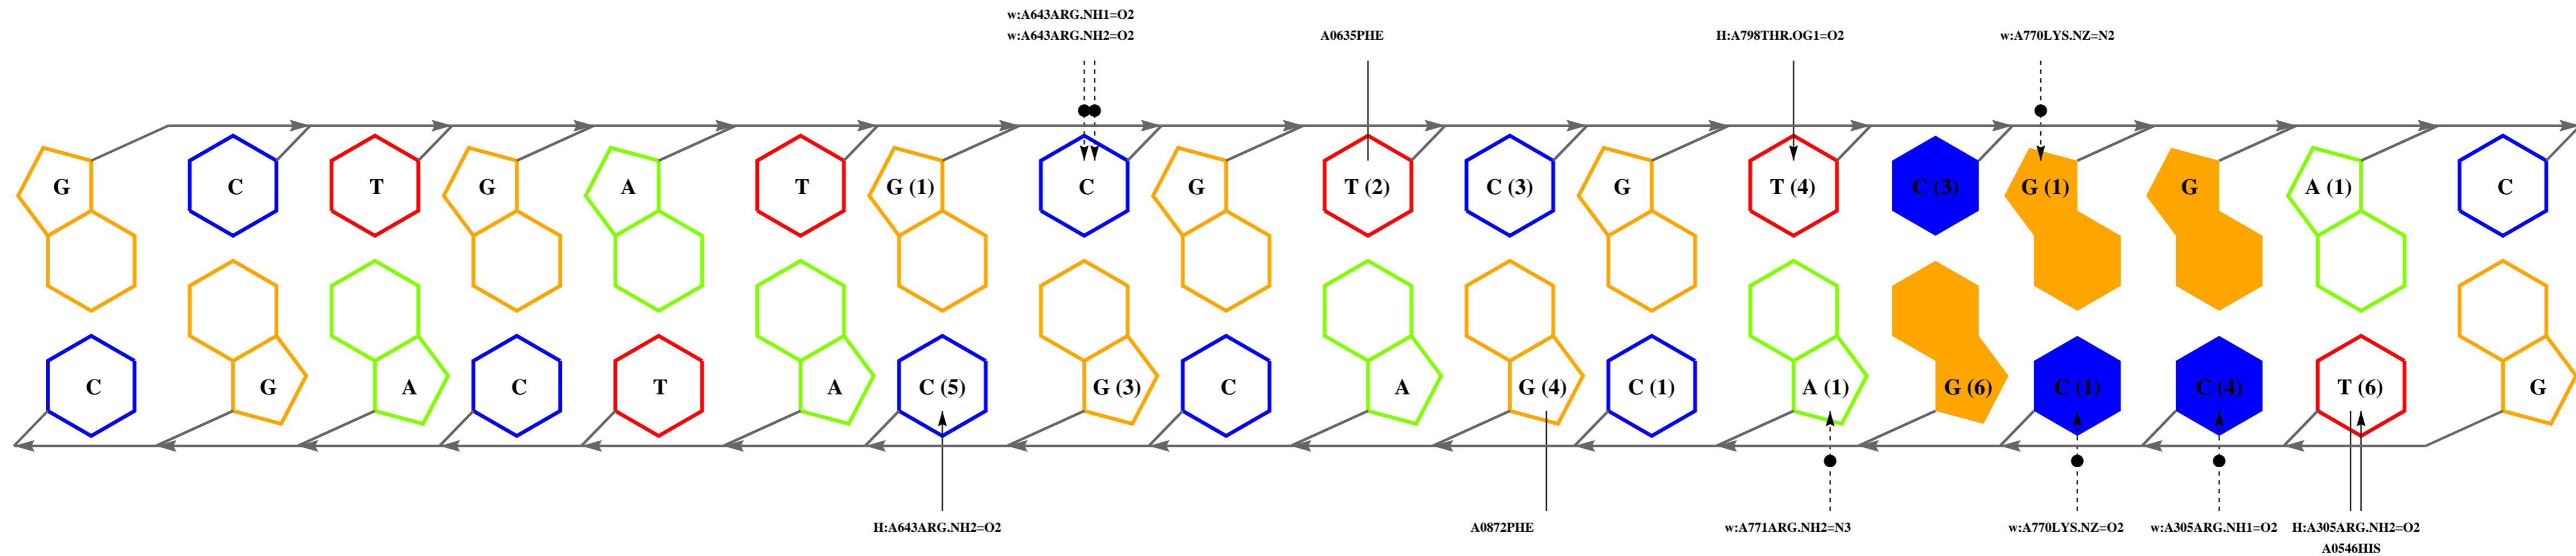 w:A643ARG.NH1=O2
w:A643ARG.NH2=O2 A0635PHE H:A798THR.OG1=O2 w:A770LYS.NZ=N2
G C T G A T G (1) C G T (2) C (3) G T (4) C (3) G (1) G A (1) C
C G A C T A C (5) G (3) C A G (4) C (1) A (1) G (6) C (1) C (4) T (6) G
H:A643ARG.NH2=O2 A0872PHE w:A771ARG.NH2=N3 w:A770LYS.NZ=O2 w:A305ARG.NH1=O2 H:A305ARG.NH2=O2
A0546HIS